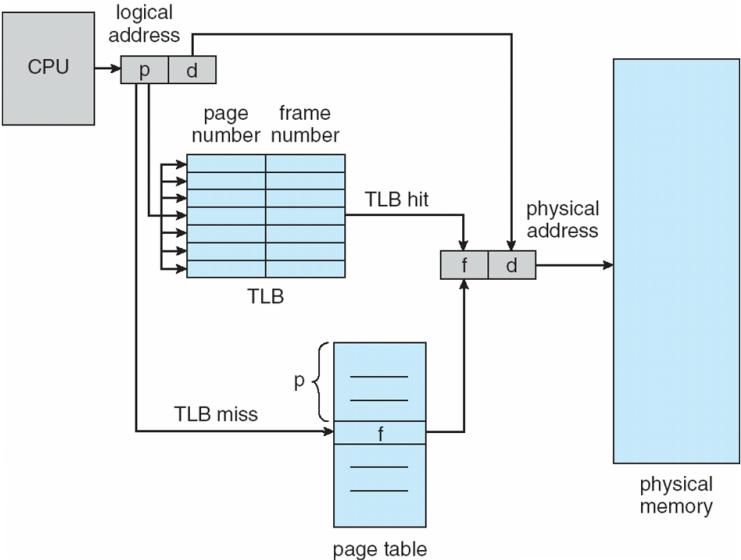 logical
address
CPU
p
d
page
number
frame
number
TLB hit
physical
address
f
d
TLB
p
TLB miss
f
physical
memory
page table